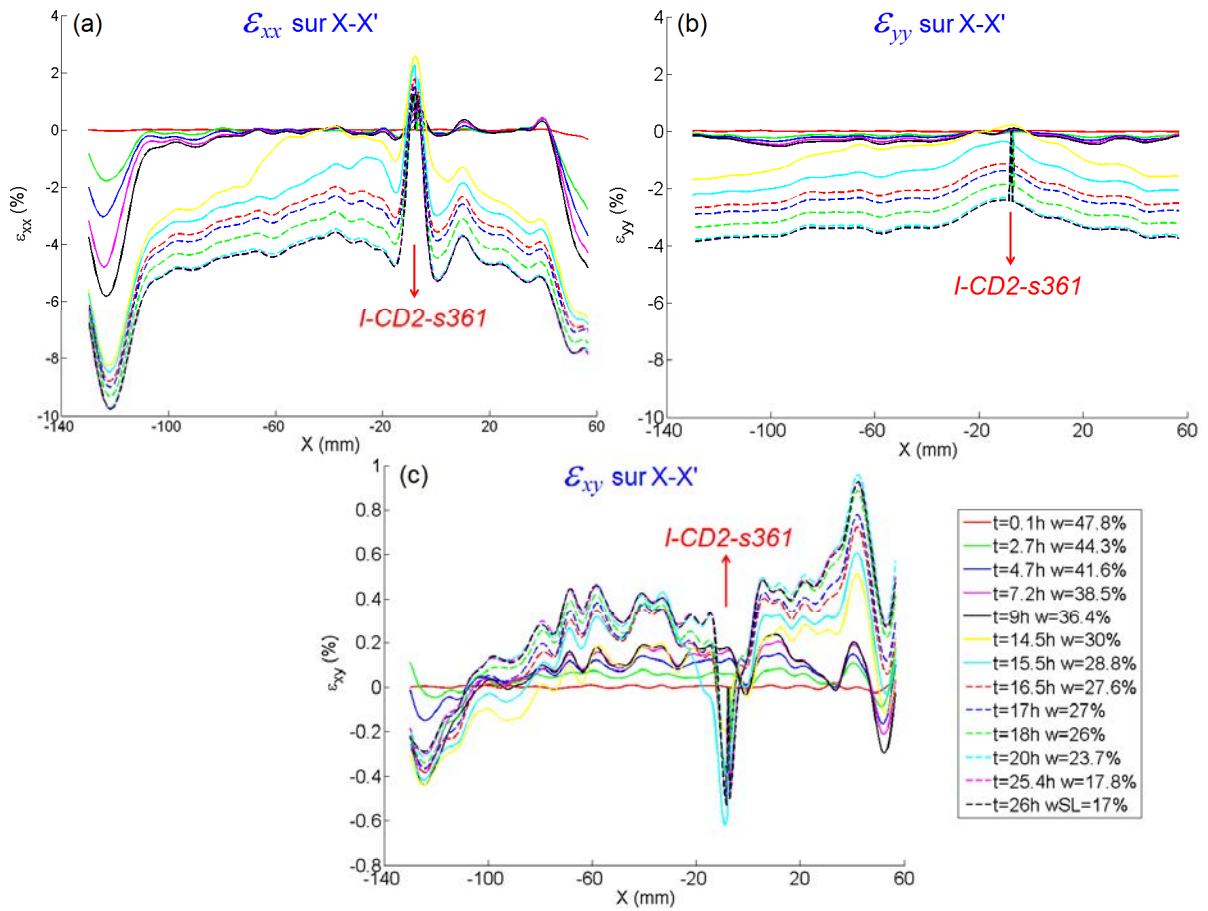 (a) εxx sur X-X'
4
2
0
-2
-4
-6
-8
-10
εxx (%)
I-CD2-s361
-140 -100 -60 -20 20 60
X (mm)
(b) εyy sur X-X'
4
2
0
-2
-4
-6
-8
-10
εyy (%)
I-CD2-s361
-140 -100 -60 -20 20 60
X (mm)
(c) εxy sur X-X'
1
0.8
0.6
0.4
0.2
0
-0.2
-0.4
-0.6
-0.8
εxy (%)
I-CD2-s361
-140 -100 -60 -20 20 60
X (mm)
t=0.1h w=47.8%
t=2.7h w=44.3%
t=4.7h w=41.6%
t=7.2h w=38.5%
t=9h w=36.4%
t=14.5h w=30%
t=15.5h w=28.8%
t=16.5h w=27.6%
t=17h w=27%
t=18h w=26%
t=20h w=23.7%
t=25.4h w=17.8%
t=26h wSL=17%